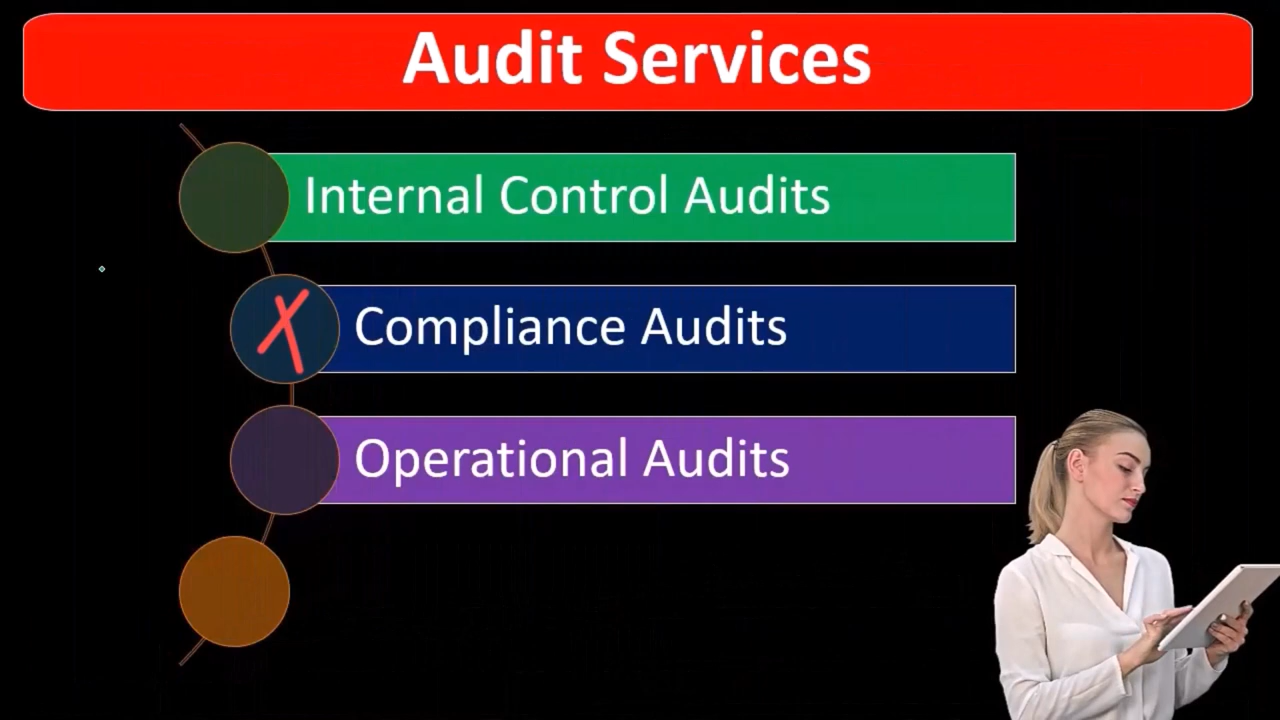 Audit Services
Internal Control Audits
Compliance Audits
Operational Audits